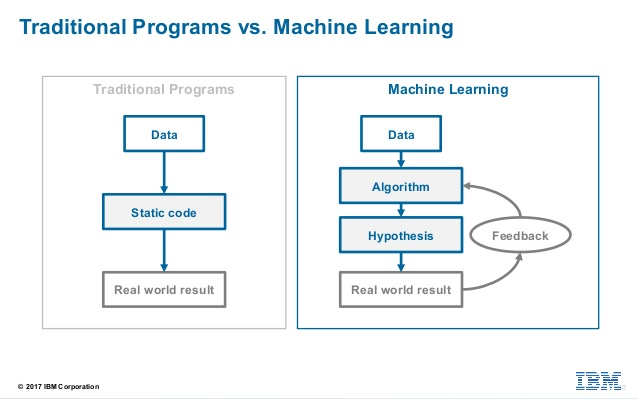 Traditional Programs vs. Machine Learning
Traditional Programs
Data
Static code
Real world result
Machine Learning
Data
Algorithm
Hypothesis
Feedback
Real world result
© 2017 IBM Corporation
IBM